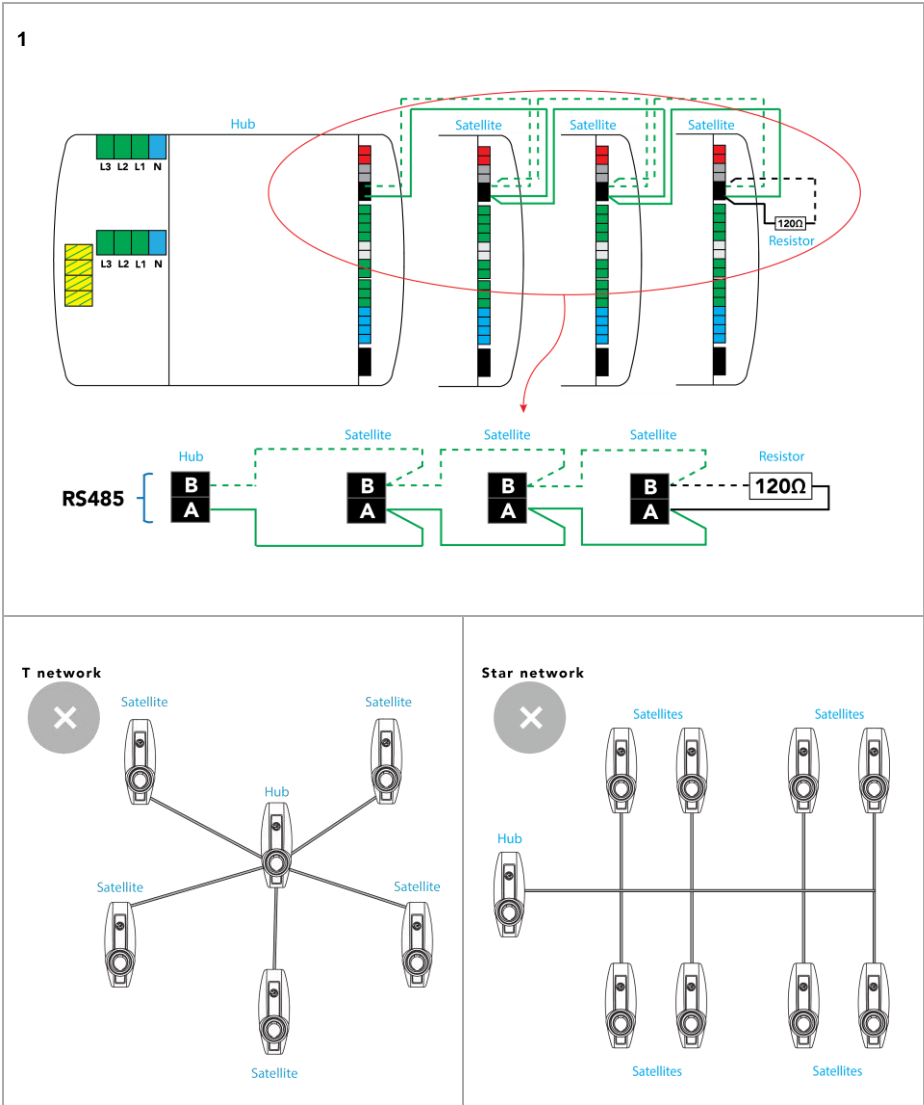 1
Hub
Satellite
Satellite
Satellite
L3 L2 L1 N
120Ω
Resistor
L3 L2 L1 N
Satellite
Satellite
Satellite
Hub
Resistor
RS485
B
B
B
B
120Ω
A
A
A
A
T network
Satellite
Satellite
Hub
Satellite
Satellite
Satellite
Star network
Satellites
Satellites
Hub
Satellites
Satellites